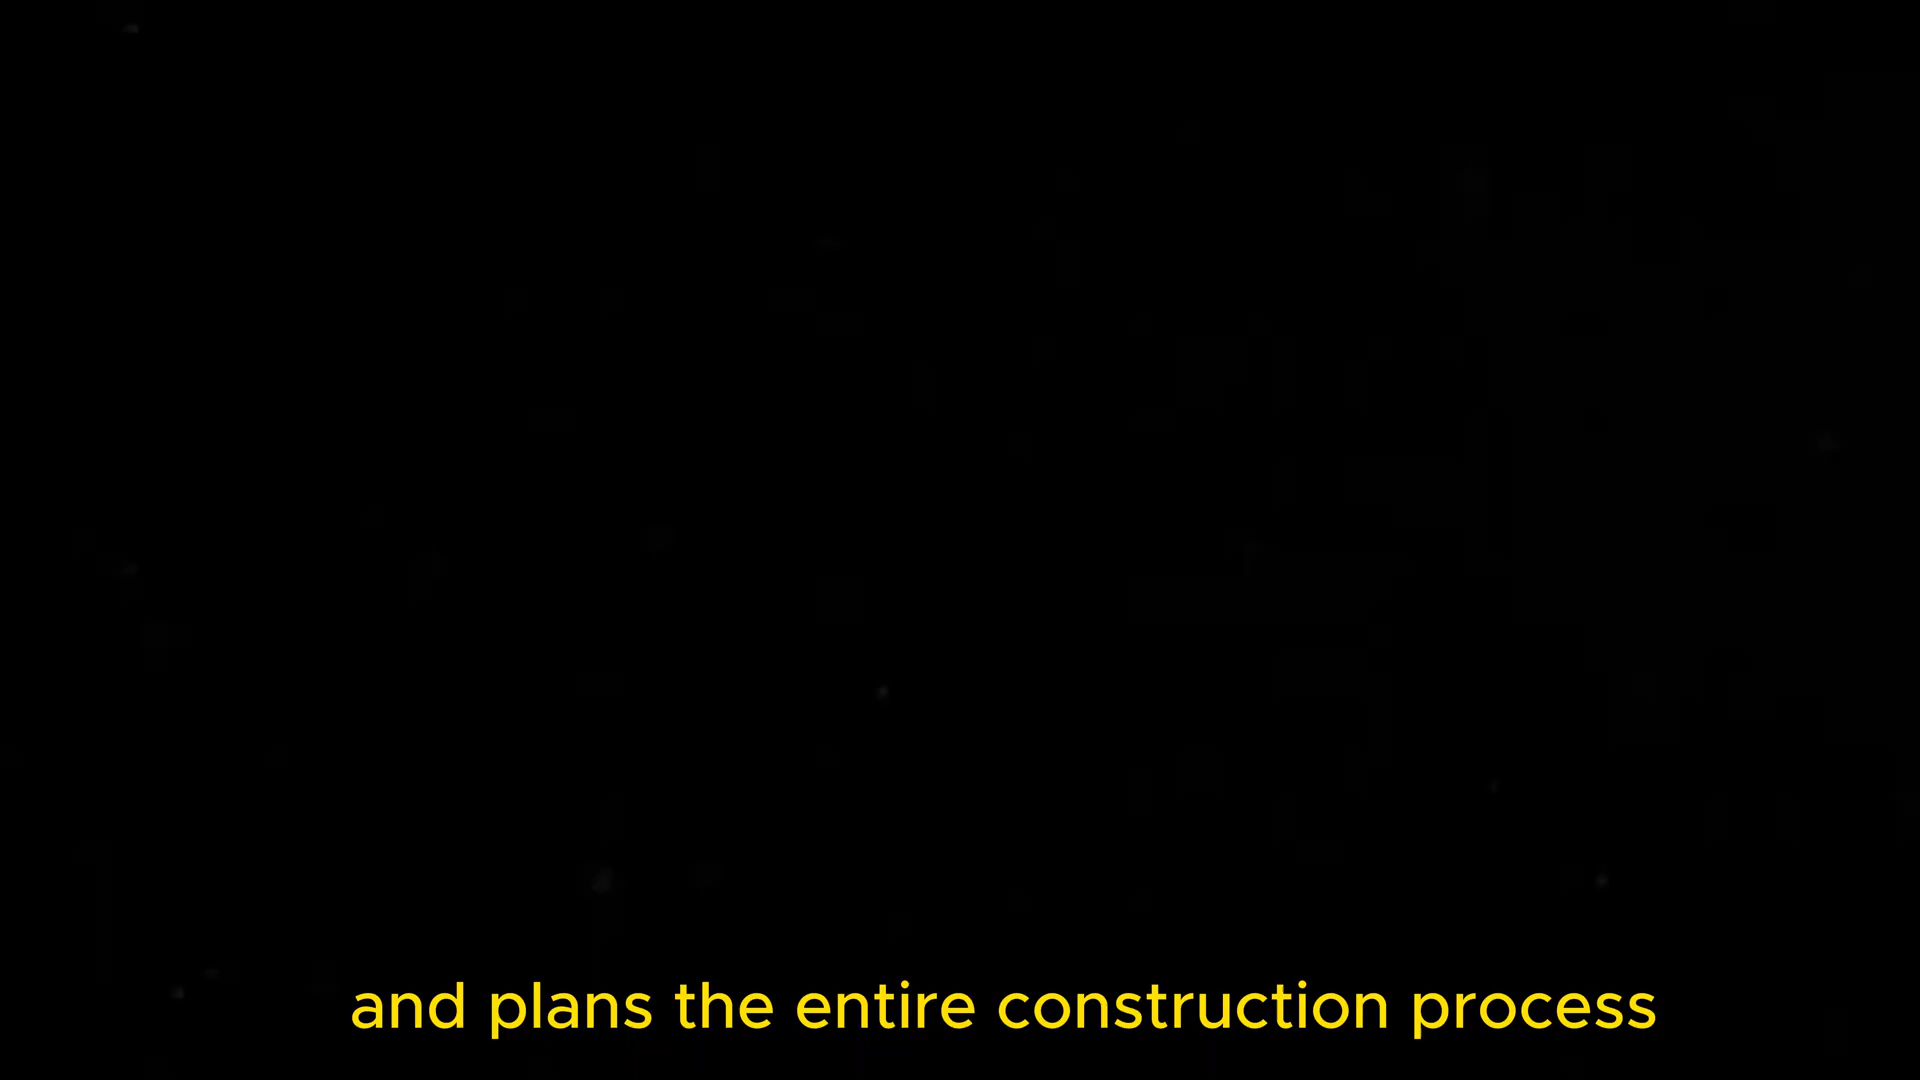 and plans the entire construction process